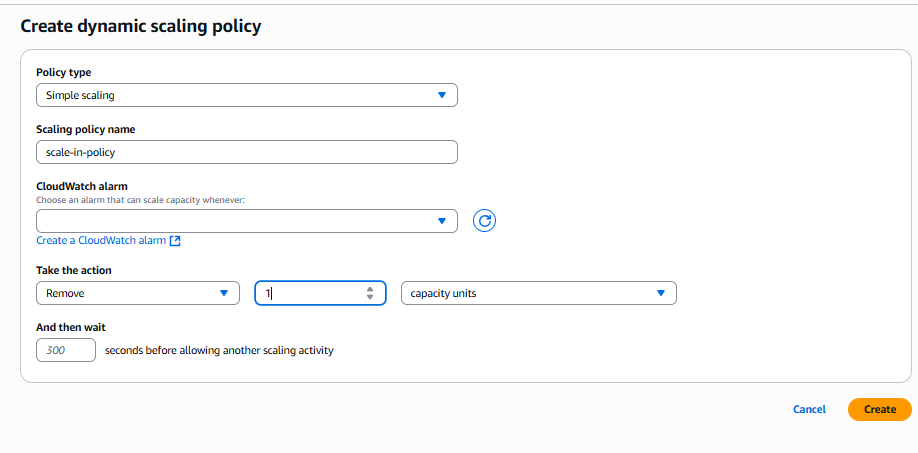 Create dynamic scaling policy
Policy type
Simple scaling
Scaling policy name
scale-in-policy
CloudWatch alarm
Choose an alarm that can scale capacity whenever:
Create a CloudWatch alarm
Take the action
Remove 1 capacity units
And then wait
300 seconds before allowing another scaling activity
Cancel Create